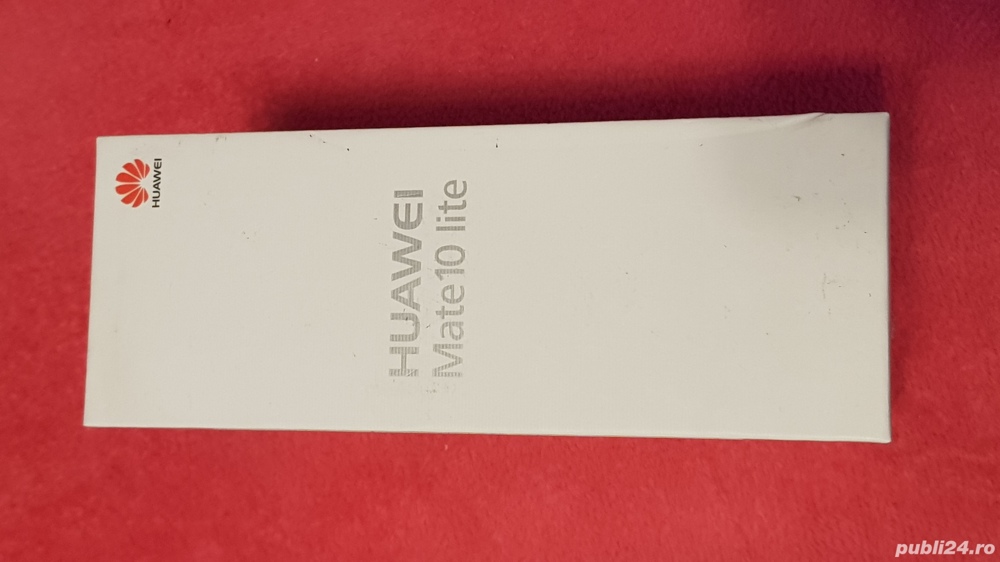 HUAWEI
HUAWEI
Mate10 lite
publi24.ro